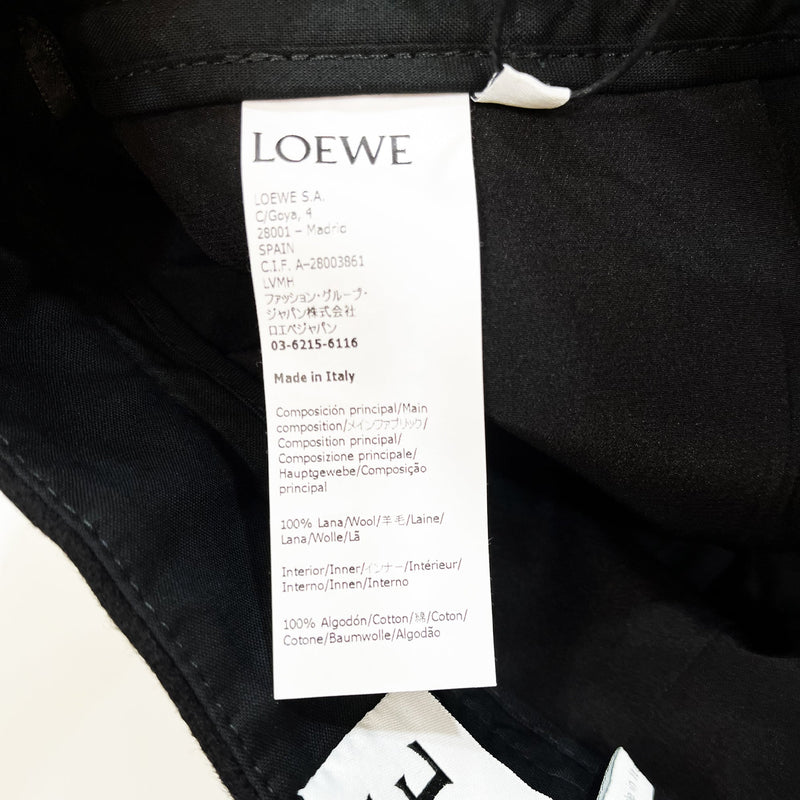 LOEWE
LOEWE S.A.
C/Goya, 4
28001 – Madrid
SPAIN
C.I.F. A-28003861
LVMH
ファッション・グループ・
ジャパン株式会社
ロエベジャパン
03-6215-6116
Made in Italy
Composición principal/Main
composition/メインファブリック/
Composition principal/
Composizione principale/
Hauptgewebe/Composição
principal
100% Lana/Wool/羊毛/Laine/
Lana/Wolle/Lã
Interior/Inner/インナー/Intérieur/
Interno/Innen/Interno
100% Algodón/Cotton/綿/Coton/
Cotone/Baumwolle/Algodão